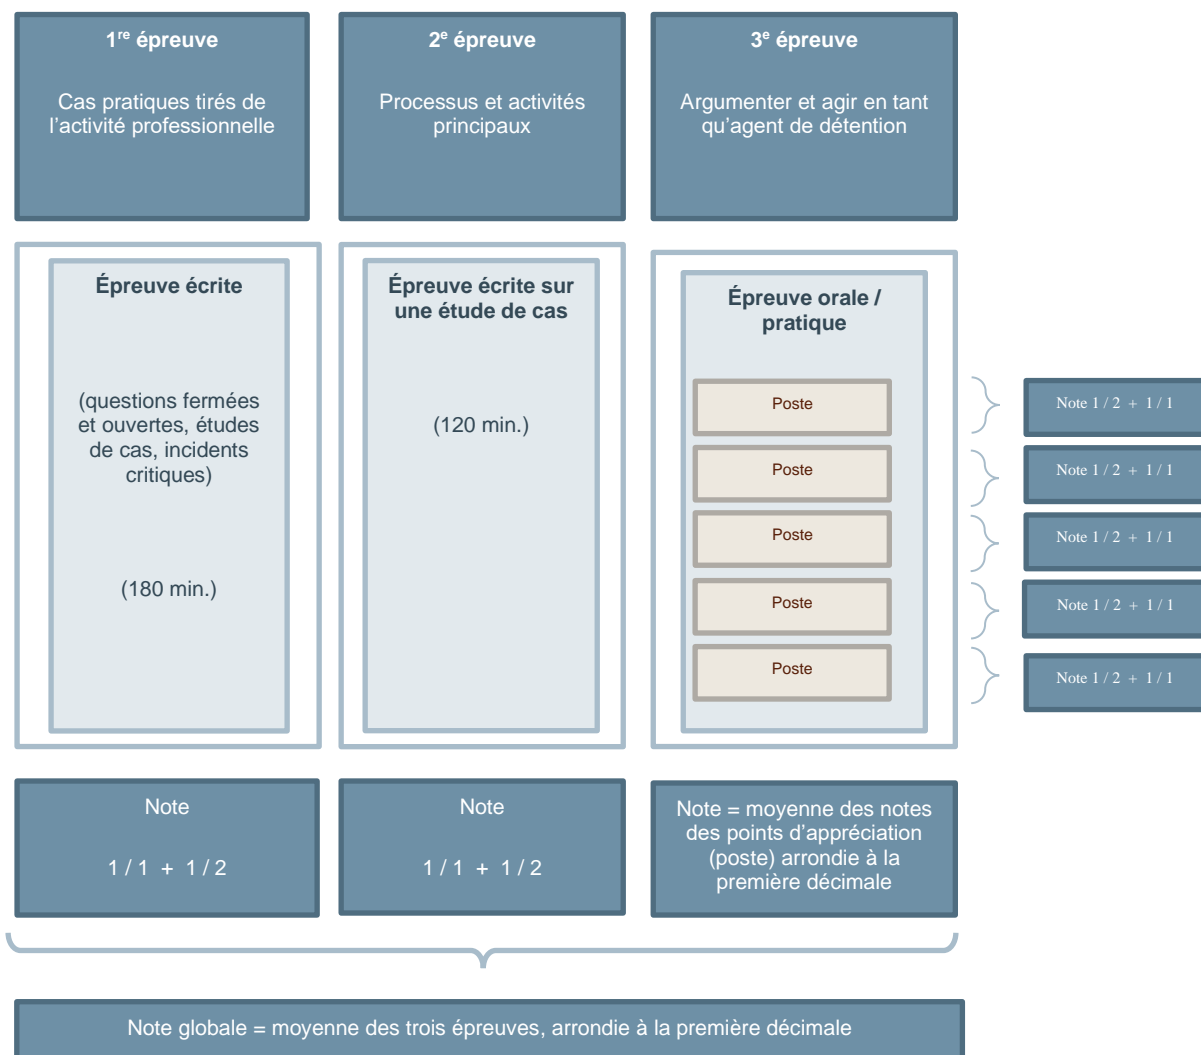 1re épreuve
Cas pratiques tirés de
l’activité professionnelle
2e épreuve
Processus et activités
principaux
3e épreuve
Argumenter et agir en tant
qu’agent de détention
Épreuve écrite
(questions fermées
et ouvertes, études
de cas, incidents
critiques)
(180 min.)
Épreuve écrite sur
une étude de cas
(120 min.)
Épreuve orale /
pratique
Poste
Note 1 / 2 + 1 / 1
Poste
Note 1 / 2 + 1 / 1
Poste
Note 1 / 2 + 1 / 1
Poste
Note 1 / 2 + 1 / 1
Poste
Note 1 / 2 + 1 / 1
Note
1 / 1 + 1 / 2
Note
1 / 1 + 1 / 2
Note = moyenne des notes
des points d’appréciation
(poste) arrondie à la
première décimale
Note globale = moyenne des trois épreuves, arrondie à la première décimale